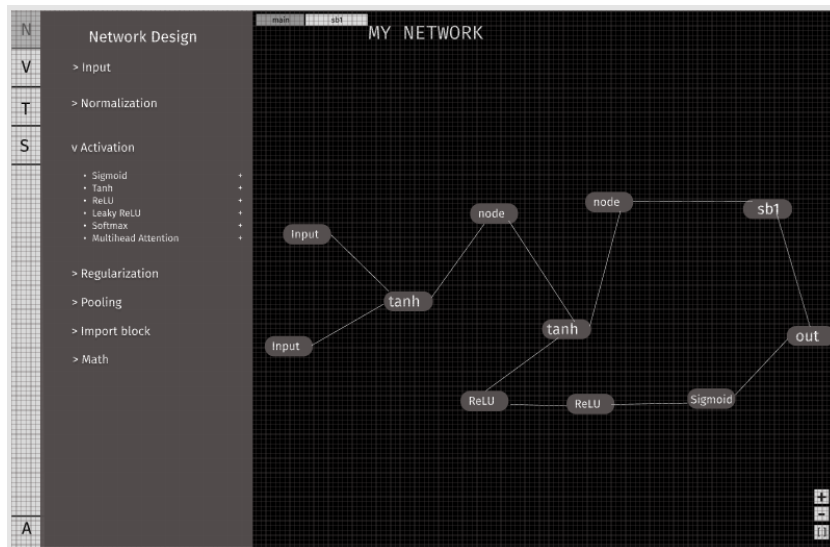 N
V
T
S
A
Network Design
> Input
> Normalization
v Activation
• Sigmoid +
• Tanh +
• ReLU +
• Leaky ReLU +
• Softmax +
• Multihead Attention +
> Regularization
> Pooling
> Import block
> Math
main sb1
MY NETWORK
node
node
sb1
Input
tanh
tanh
out
Input
ReLU
ReLU
Sigmoid
+
-
[ ]